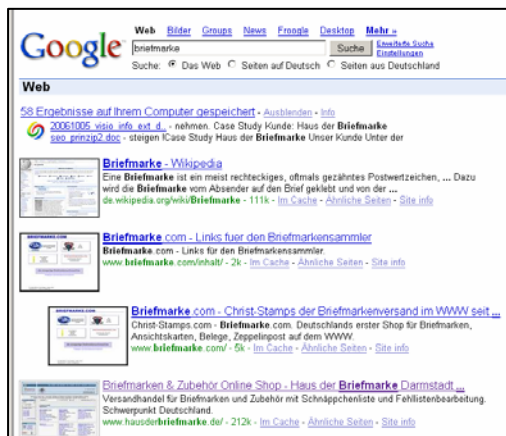 Google
Web Bilder Groups News Froogle Desktop Mehr »
briefmarke Suche Erweiterte Suche
Einstellungen
Suche: Das Web Seiten auf Deutsch Seiten aus Deutschland
Web
58 Ergebnisse auf Ihrem Computer gespeichert - Ausblenden - Info
20061005_visio_info_ext_d... - nehmen. Case Study Kunde: Haus der Briefmarke
seo_prinzip2.doc - steigen !Case Study Haus der Briefmarke Unser Kunde Unter der
Briefmarke - Wikipedia
Eine Briefmarke ist ein meist rechteckiges, oftmals gezähntes Postwertzeichen, ... Dazu
wird die Briefmarke vom Absender auf den Brief geklebt und von der ...
de.wikipedia.org/wiki/Briefmarke - 111k - Im Cache - Ähnliche Seiten - Site info
Briefmarke.com - Links fuer den Briefmarkensammler
Briefmarke.com - Links für den Briefmarkensammler.
www.briefmarke.com/inhalt/ - 2k - Im Cache - Ähnliche Seiten - Site info
Briefmarke.com - Christ-Stamps der Briefmarkenversand im WWW seit ...
Christ-Stamps.com - Briefmarke.com. Deutschlands erster Shop für Briefmarken,
Ansichtskarten, Belege, Zeppelinpost auf dem WWW.
www.briefmarke.com/ - 5k - Im Cache - Ähnliche Seiten - Site info
Briefmarken & Zubehör Online Shop - Haus der Briefmarke Darmstadt ...
Versandhandel für Briefmarken und Zubehör mit Schnäppchenliste und Fehllistenbearbeitung.
Schwerpunkt Deutschland.
www.hausderbriefmarke.de/ - 212k - Im Cache - Ähnliche Seiten - Site info